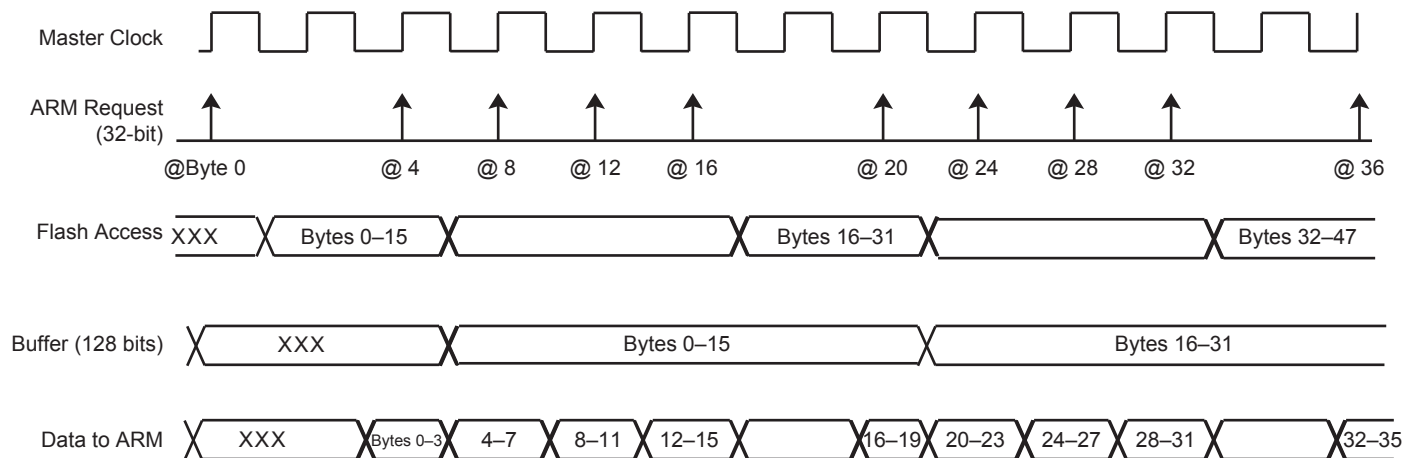 Master Clock
ARM Request
(32-bit)
@Byte 0 @ 4 @ 8 @ 12 @ 16 @ 20 @ 24 @ 28 @ 32 @ 36
Flash Access XXX Bytes 0–15 Bytes 16–31 Bytes 32–47
Buffer (128 bits) XXX Bytes 0–15 Bytes 16–31
Data to ARM XXX Bytes 0–3 4–7 8–11 12–15 16–19 20–23 24–27 28–31 32–35